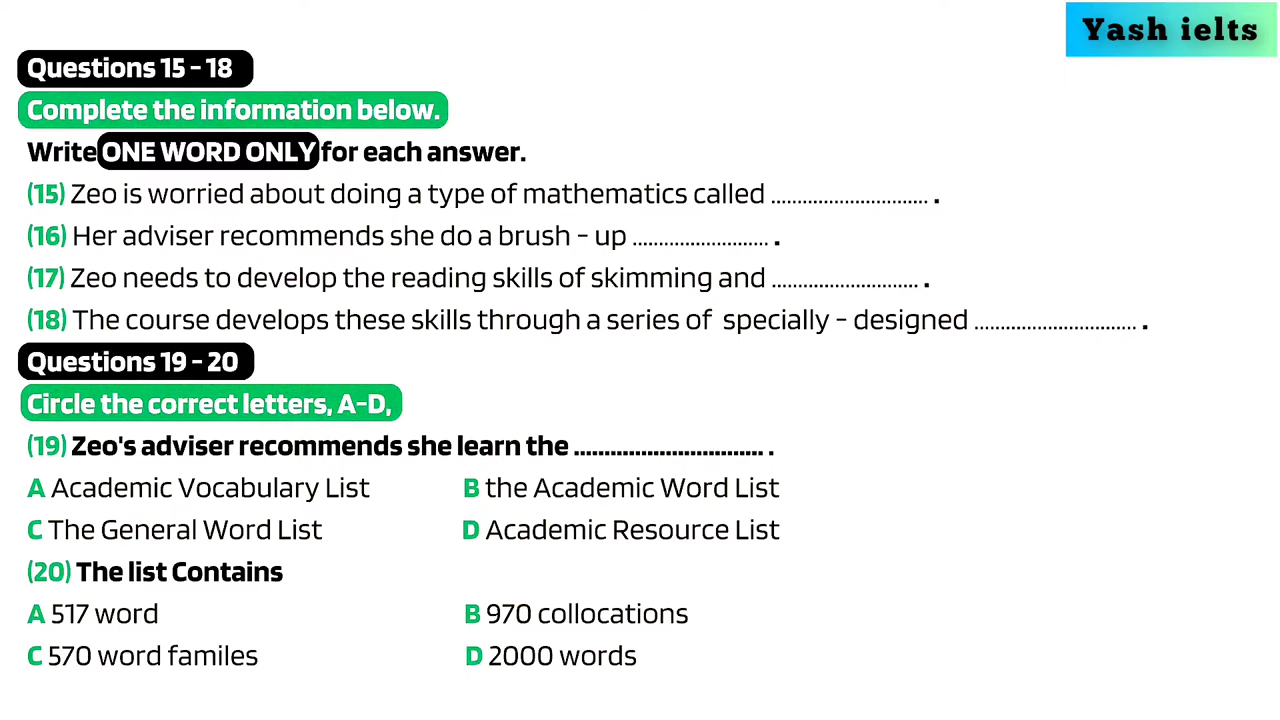 Yash ielts
Questions 15 - 18
Complete the information below.
Write ONE WORD ONLY for each answer.
(15) Zeo is worried about doing a type of mathematics called .............................. .
(16) Her adviser recommends she do a brush - up .......................... .
(17) Zeo needs to develop the reading skills of skimming and ............................ .
(18) The course develops these skills through a series of specially - designed ............................... .
Questions 19 - 20
Circle the correct letters, A-D,
(19) Zeo's adviser recommends she learn the ............................... .
A Academic Vocabulary List B the Academic Word List
C The General Word List D Academic Resource List
(20) The list Contains
A 517 word B 970 collocations
C 570 word familes D 2000 words